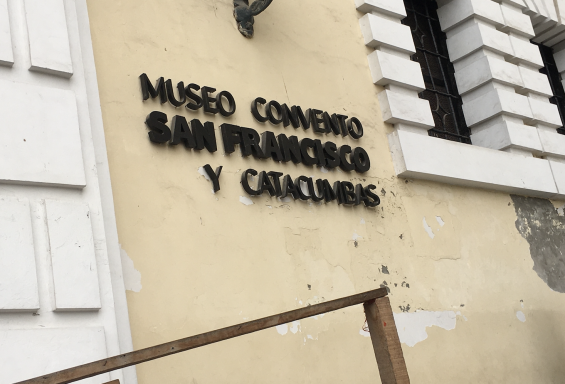 MUSEO CONVENTO
SAN FRANCISCO
Y CATACUMBAS